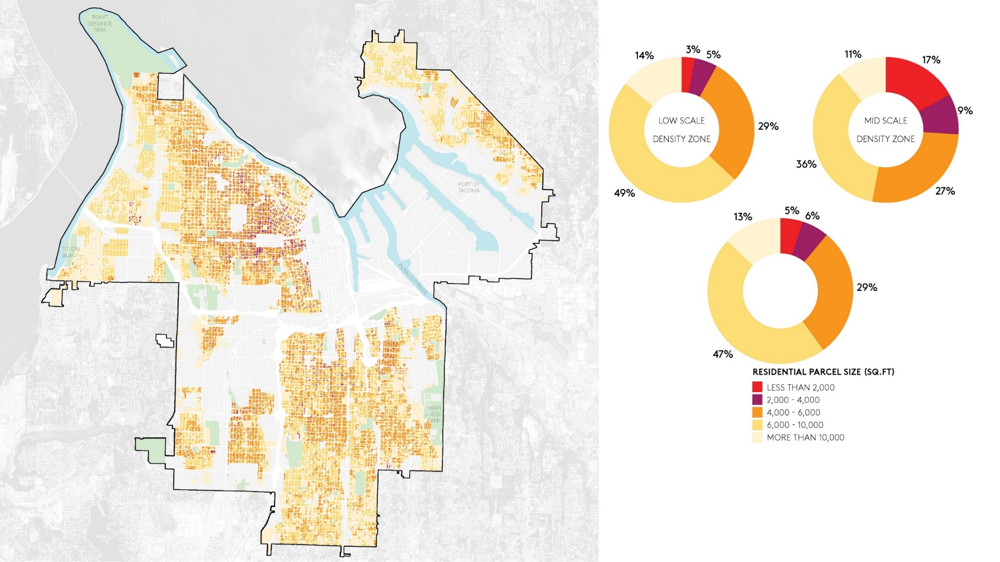 POINT
DEFIANCE
PARK
TITLOW
BEACH
PORT OF
TACOMA
PUYALLUP RIVER
SWAN
CREEK
PARK
3%
5%
14%
29%
49%
LOW SCALE
DENSITY ZONE
11%
17%
9%
36%
27%
MID SCALE
DENSITY ZONE
5%
6%
13%
29%
47%
RESIDENTIAL PARCEL SIZE (SQ.FT)
LESS THAN 2,000
2,000 - 4,000
4,000 - 6,000
6,000 - 10,000
MORE THAN 10,000